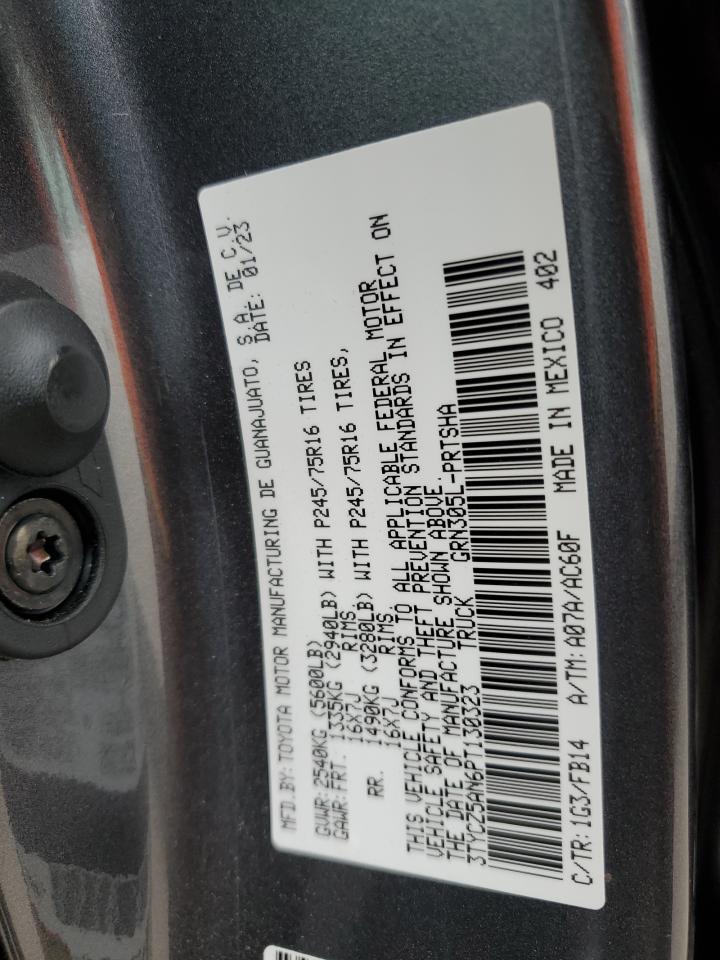 MFD. BY: TOYOTA MOTOR MANUFACTURING DE GUANAJUATO, S.A. DE C.V.
DATE: 01/23
GVWR: 2540KG (5600LB)
GAWR: FRT. 1335KG (2940LB) WITH P245/75R16 TIRES
16X7J RIMS.
RR. 1490KG (3280LB) WITH P245/75R16 TIRES,
16X7J RIMS.
THIS VEHICLE CONFORMS TO ALL APPLICABLE FEDERAL MOTOR
VEHICLE SAFETY AND THEFT PREVENTION STANDARDS IN EFFECT ON
THE DATE OF MANUFACTURE SHOWN ABOVE.
3TYCZ5AN6PT130323 TRUCK GRN305L-PRTSHA
C/TR: 1G3/FB14 A/TM: A07A/AC60F MADE IN MEXICO 402